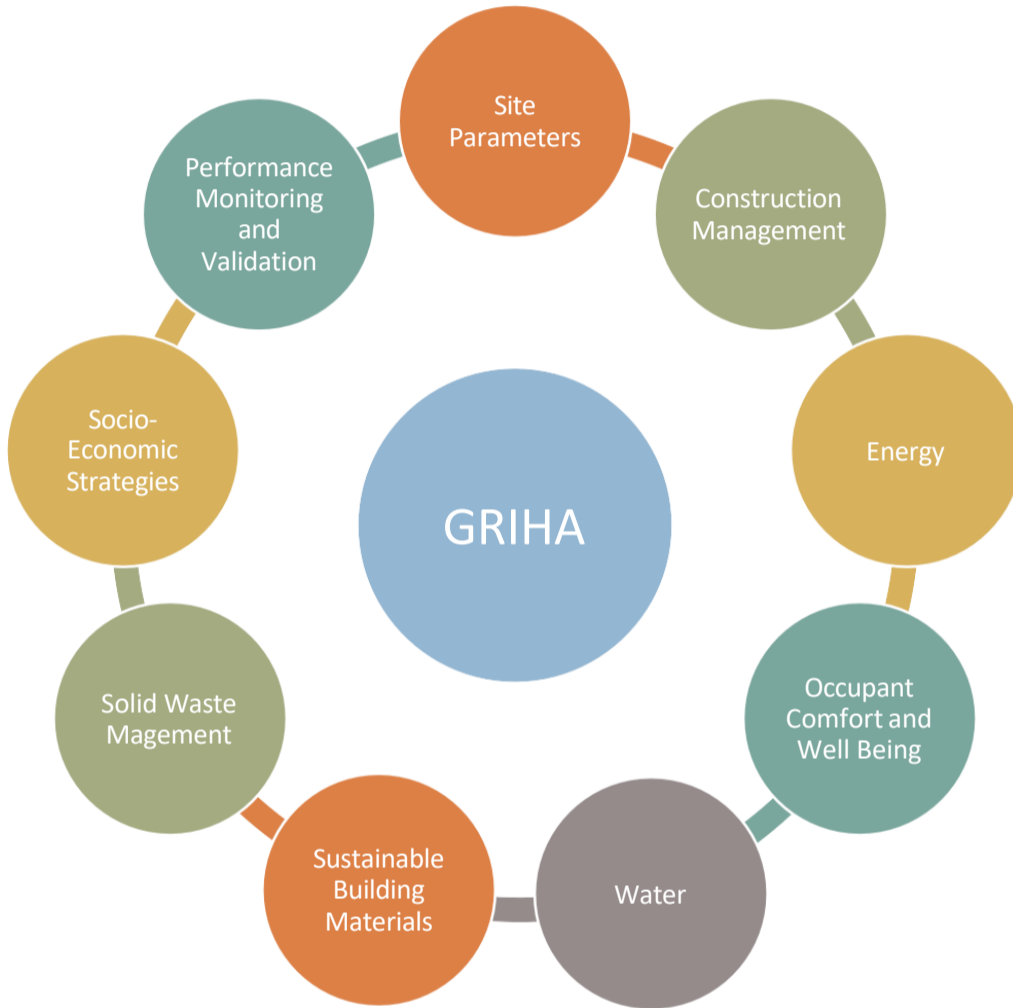 Site
Parameters
Construction
Management
Energy
Occupant
Comfort and
Well Being
Water
Sustainable
Building
Materials
Solid Waste
Magement
Socio-
Economic
Strategies
Performance
Monitoring
and
Validation
GRIHA